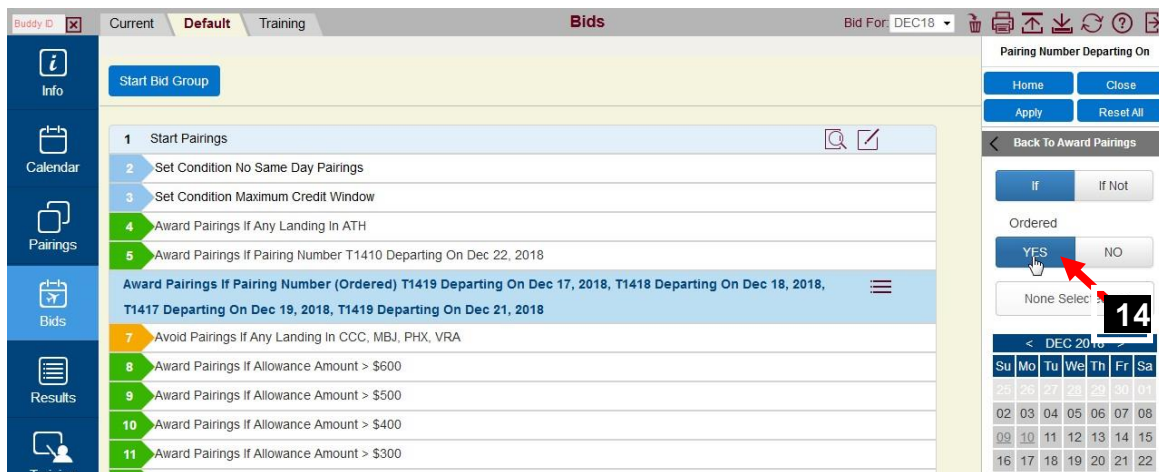 Buddy ID
Current Default Training
Bids
Bid For: DEC18
Info
Calendar
Pairings
Bids
Results
Start Bid Group
1 Start Pairings
2 Set Condition No Same Day Pairings
3 Set Condition Maximum Credit Window
4 Award Pairings If Any Landing In ATH
5 Award Pairings If Pairing Number T1410 Departing On Dec 22, 2018
Award Pairings If Pairing Number (Ordered) T1419 Departing On Dec 17, 2018, T1418 Departing On Dec 18, 2018,
T1417 Departing On Dec 19, 2018, T1419 Departing On Dec 21, 2018
7 Avoid Pairings If Any Landing In CCC, MBJ, PHX, VRA
8 Award Pairings If Allowance Amount > $600
9 Award Pairings If Allowance Amount > $500
10 Award Pairings If Allowance Amount > $400
11 Award Pairings If Allowance Amount > $300
Pairing Number Departing On
Home Close
Apply Reset All
< Back To Award Pairings
If If Not
Ordered
YES NO
None
14
< DEC 2018 >
Su Mo Tu We Th Fr Sa
25 26 27 28 29 30 01
02 03 04 05 06 07 08
09 10 11 12 13 14 15
16 17 18 19 20 21 22